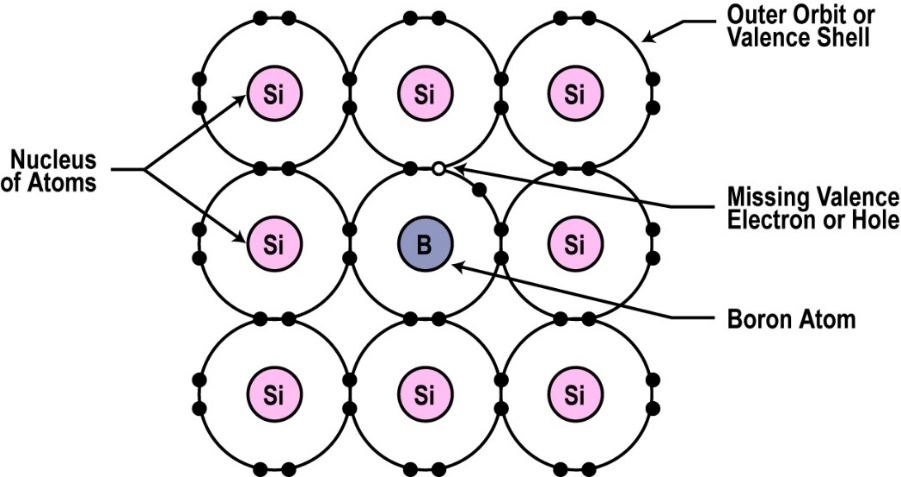 Outer Orbit or
Valence Shell
Si
Si
Si
Nucleus
of Atoms
Missing Valence
Electron or Hole
Si
B
Si
Boron Atom
Si
Si
Si